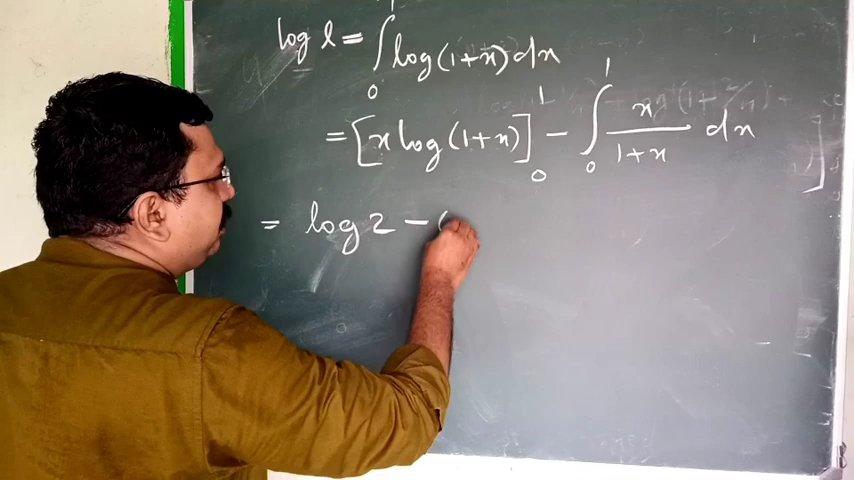 log l = ∫₀¹ log(1+x) dx
= [x log(1+x)]₀¹ - ∫₀¹ x/(1+x) dx
= log 2 - (